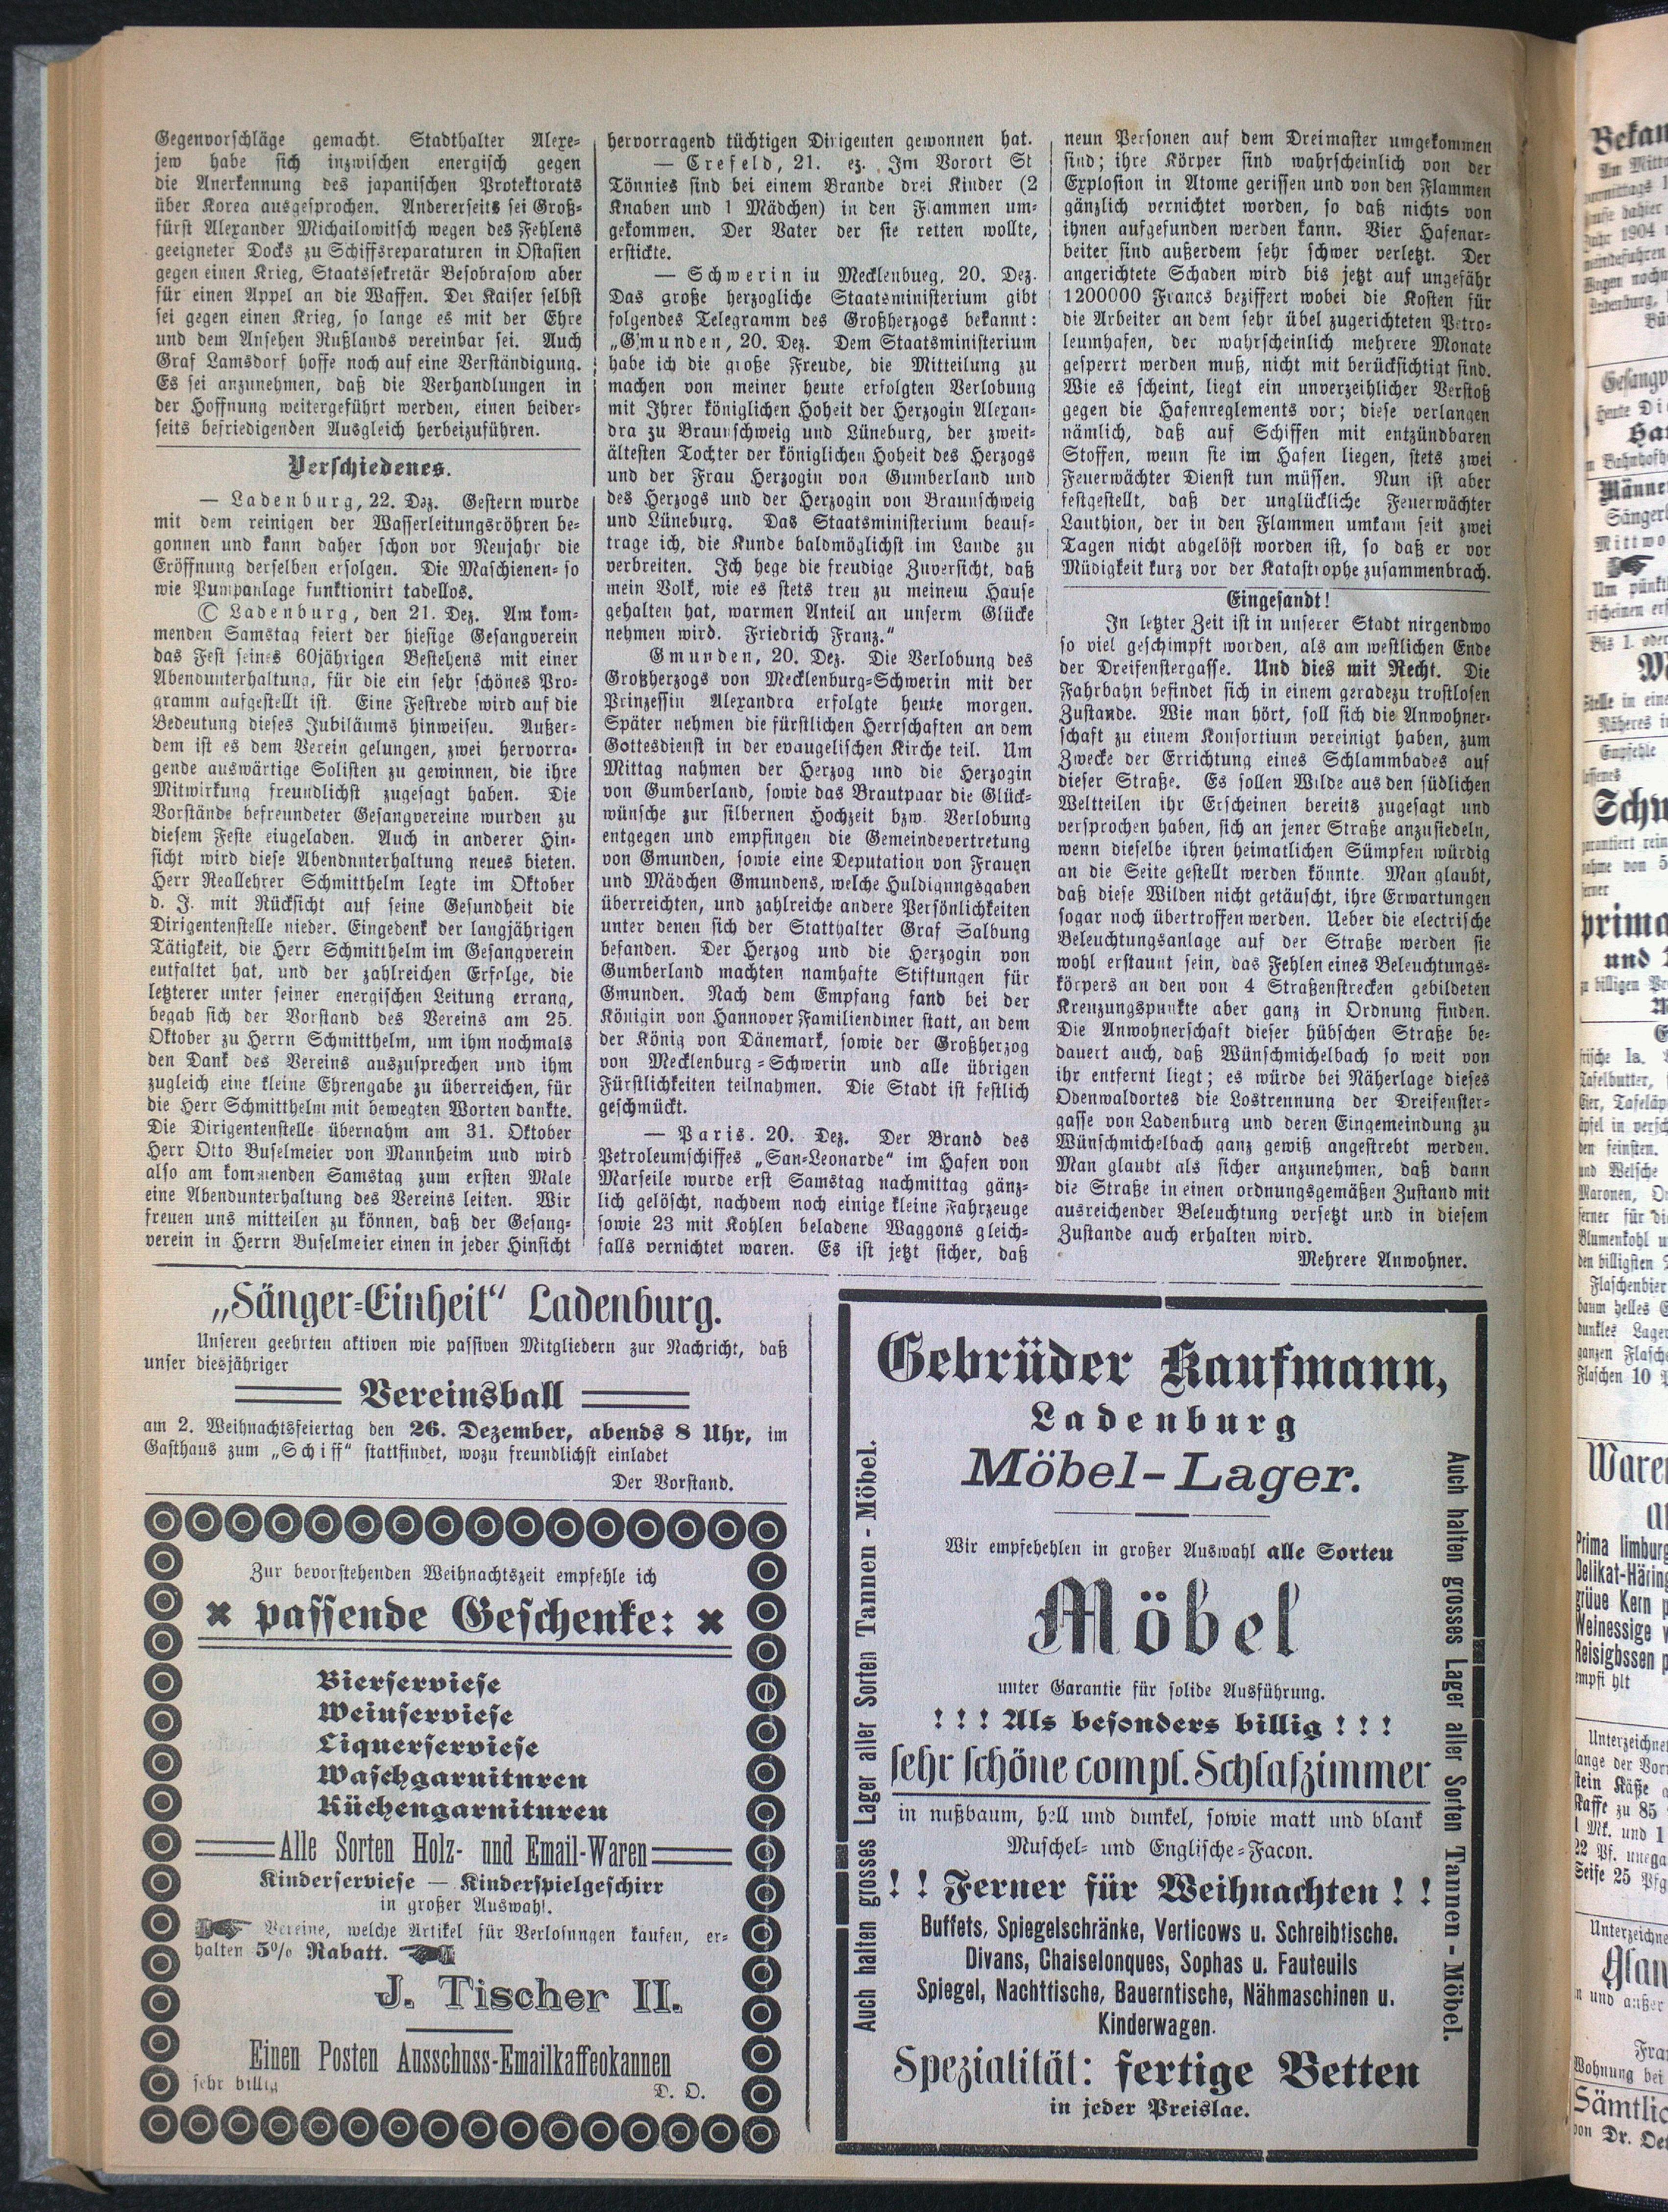 Gegenvorschläge gemacht. Stadthalter Alexe-
jew habe sich inzwischen energisch gegen
die Anerkennung des japanischen Protektorats
über Korea ausgesprochen. Andererseits sei Groß-
fürst Alexander Michailowitsch wegen des Fehlens
geeigneter Docks zu Schiffsreparaturen in Ostasien
gegen einen Krieg, Staatssekretär Besobrasow aber
für einen Appel an die Waffen. Der Kaiser selbst
sei gegen einen Krieg, so lange es mit der Ehre
und dem Ansehen Rußlands vereinbar sei. Auch
Graf Lamsdorf hoffe noch auf eine Verständigung.
Es sei anzunehmen, daß die Verhandlungen in
der Hoffnung weitergeführt werden, einen beider-
seits befriedigenden Ausgleich herbeizuführen.
Verschiedenes.
— Ladenburg, 22. Dez. Gestern wurde
mit dem reinigen der Wasserleitungsröhren be-
gonnen und kann daher schon vor Neujahr die
Eröffnung derselben erfolgen. Die Maschienen- so
wie Pumpanlage funktionirt tadellos.
© Ladenburg, den 21. Dez. Am kom-
menden Samstag feiert der hiesige Gesangverein
das Fest seines 60jährigen Bestehens mit einer
Abendunterhaltung, für die ein sehr schönes Pro-
gramm aufgestellt ist. Eine Festrede wird auf die
Bedeutung dieses Jubiläums hinweisen. Außer-
dem ist es dem Verein gelungen, zwei hervorra-
gende auswärtige Solisten zu gewinnen, die ihre
Mitwirkung freundlichst zugesagt haben. Die
Vorstände befreundeter Gesangvereine wurden zu
diesem Feste eingeladen. Auch in anderer Hin-
sicht wird diese Abendunterhaltung neues bieten.
Herr Reallehrer Schmitthelm legte im Oktober
d. J. mit Rücksicht auf seine Gesundheit die
Dirigentenstelle nieder. Eingedenk der langjährigen
Tätigkeit, die Herr Schmitthelm im Gesangverein
entfaltet hat, und der zahlreichen Erfolge, die
letzterer unter seiner energischen Leitung errang,
begab sich der Vorstand des Vereins am 25.
Oktober zu Herrn Schmitthelm, um ihm nochmals
den Dank des Vereins auszusprechen und ihm
zugleich eine kleine Ehrengabe zu überreichen, für
die Herr Schmitthelm mit bewegten Worten dankte.
Die Dirigentenstelle übernahm am 31. Oktober
Herr Otto Buselmeier von Mannheim und wird
also am kommenden Samstag zum ersten Male
eine Abendunterhaltung des Vereins leiten. Wir
freuen uns mitteilen zu können, daß der Gesang-
verein in Herrn Buselmeier einen in jeder Hinsicht
hervorragend tüchtigen Dirigenten gewonnen hat.
— Crefeld, 21. ez. Im Vorort St
Tönnies sind bei einem Brande drei Kinder (2
Knaben und 1 Mädchen) in den Flammen um-
gekommen. Der Vater der sie retten wollte,
erstickte.
— Schwerin in Mecklenbueg, 20. Dez.
Das große herzogliche Staatsministerium gibt
folgendes Telegramm des Großherzogs bekannt:
„Gmunden, 20. Dez. Dem Staatsministerium
habe ich die große Freude, die Mitteilung zu
machen von meiner heute erfolgten Verlobung
mit Ihrer königlichen Hoheit der Herzogin Alexan-
dra zu Braunschweig und Lüneburg, der zweit-
ältesten Tochter der königlichen Hoheit des Herzogs
und der Frau Herzogin von Gumberland und
des Herzogs und der Herzogin von Braunschweig
und Lüneburg. Das Staatsministerium beauf-
trage ich, die Kunde baldmöglichst im Lande zu
verbreiten. Ich hege die freudige Zuversicht, daß
mein Volk, wie es stets treu zu meinem Hause
gehalten hat, warmen Anteil an unserm Glücke
nehmen wird. Friedrich Franz.“
Gmunden, 20. Dez. Die Verlobung des
Großherzogs von Mecklenburg-Schwerin mit der
Prinzessin Alexandra erfolgte heute morgen.
Später nehmen die fürstlichen Herrschaften an dem
Gottesdienst in der evangelischen Kirche teil. Um
Mittag nahmen der Herzog und die Herzogin
von Gumberland, sowie das Brautpaar die Glück-
wünsche zur silbernen Hochzeit bzw. Verlobung
entgegen und empfingen die Gemeindevertretung
von Gmunden, sowie eine Deputation von Frauen
und Mädchen Gmundens, welche Huldigungsgaben
überreichten, und zahlreiche andere Persönlichkeiten
unter denen sich der Statthalter Graf Salbung
befanden. Der Herzog und die Herzogin von
Gumberland machten namhafte Stiftungen für
Gmunden. Nach dem Empfang fand bei der
Königin von Hannover Familiendiner statt, an dem
der König von Dänemark, sowie der Großherzog
von Mecklenburg-Schwerin und alle übrigen
Fürstlichkeiten teilnahmen. Die Stadt ist festlich
geschmückt.
— Paris. 20. Dez. Der Brand des
Petroleumschiffes „San-Leonarde“ im Hafen von
Marseile wurde erst Samstag nachmittag gänz-
lich gelöscht, nachdem noch einige kleine Fahrzeuge
sowie 23 mit Kohlen beladene Waggons gleich-
falls vernichtet waren. Es ist jetzt sicher, daß
neun Personen auf dem Dreimaster umgekommen
sind; ihre Körper sind wahrscheinlich von der
Explosion in Atome gerissen und von den Flammen
gänzlich vernichtet worden, so daß nichts von
ihnen aufgefunden werden kann. Vier Hafenar-
beiter sind außerdem sehr schwer verletzt. Der
angerichtete Schaden wird bis jetzt auf ungefähr
1200000 Francs beziffert wobei die Kosten für
die Arbeiter an dem sehr übel zugerichteten Petro-
leumhafen, der wahrscheinlich mehrere Monate
gesperrt werden muß, nicht mit berücksichtigt sind.
Wie es scheint, liegt ein unverzeihlicher Verstoß
gegen die Hafenreglements vor; diese verlangen
nämlich, daß auf Schiffen mit entzündbaren
Stoffen, wenn sie im Hafen liegen, stets zwei
Feuerwächter Dienst tun müssen. Nun ist aber
festgestellt, daß der unglückliche Feuerwächter
Lauthion, der in den Flammen umkam seit zwei
Tagen nicht abgelöst worden ist, so daß er vor
Müdigkeit kurz vor der Katastrophe zusammenbrach.
Eingesandt!
In letzter Zeit ist in unserer Stadt nirgendwo
so viel geschimpft worden, als am westlichen Ende
der Dreifenstergasse. Und dies mit Recht. Die
Fahrbahn befindet sich in einem geradezu trostlosen
Zustande. Wie man hört, soll sich die Anwohner-
schaft zu einem Konsortium vereinigt haben, zum
Zwecke der Errichtung eines Schlammbades auf
dieser Straße. Es sollen Wilde aus den südlichen
Weltteilen ihr Erscheinen bereits zugesagt und
versprochen haben, sich an jener Straße anzusiedeln,
wenn dieselbe ihren heimatlichen Sümpfen würdig
an die Seite gestellt werden könnte. Man glaubt,
daß diese Wilden nicht getäuscht, ihre Erwartungen
sogar noch übertroffen werden. Ueber die electrische
Beleuchtungsanlage auf der Straße werden sie
wohl erstaunt sein, das Fehlen eines Beleuchtungs-
körpers an den von 4 Straßenstrecken gebildeten
Kreuzungspunkte aber ganz in Ordnung finden.
Die Anwohnerschaft dieser hübschen Straße be-
dauert auch, daß Wünschmichelbach so weit von
ihr entfernt liegt; es würde bei Näherlage dieses
Odenwaldortes die Lostrennung der Dreifenster-
gasse von Ladenburg und deren Eingemeindung zu
Wünschmichelbach ganz gewiß angestrebt werden.
Man glaubt als sicher anzunehmen, daß dann
die Straße in einen ordnungsgemäßen Zustand mit
ausreichender Beleuchtung versetzt und in diesem
Zustande auch erhalten wird.
Mehrere Anwohner.
„Sänger-Einheit“ Ladenburg.
Unseren geehrten aktiven wie passiven Mitgliedern zur Nachricht, daß
unser diesjähriger
Vereinsball
am 2. Weihnachtsfeiertag den 26. Dezember, abends 8 Uhr, im
Gasthaus zum „Schiff“ stattfindet, wozu freundlichst einladet
Der Vorstand.
Zur bevorstehenden Weihnachtszeit empfehle ich
passende Geschenke:
Bierserviese
Weinserviese
Liquerserviese
Waschgarnituren
Küchengarnituren
Alle Sorten Holz- und Email-Waren
Kinderserviese — Kinderspielgeschirr
in großer Auswahl.
Vereine, welche Artikel für Verlosungen kaufen, er-
halten 5% Rabatt.
J. Tischer II.
Einen Posten Ausschuss-Emailkaffeokannen
sehr billig
D. O.
Gebrüder Kaufmann,
Ladenburg
Möbel-Lager.
Wir empfehehlen in großer Auswahl alle Sorten
Möbel
unter Garantie für solide Ausführung.
!!! Als besonders billig !!!
sehr schöne compl. Schlafzimmer
in nußbaum, hell und dunkel, sowie matt und blank
Muschel- und Englische-Facon.
!! Ferner für Weihnachten !!
Buffets, Spiegelschränke, Verticows u. Schreibtische.
Divans, Chaiselonques, Sophas u. Fauteuils
Spiegel, Nachttische, Bauerntische, Nähmaschinen u.
Kinderwagen.
Spezialität: fertige Betten
in jeder Preislae.
Auch halten grosses Lager aller Sorten Tannen-Möbel.
Auch halten grosses Lager aller Sorten Tannen-Möbel.